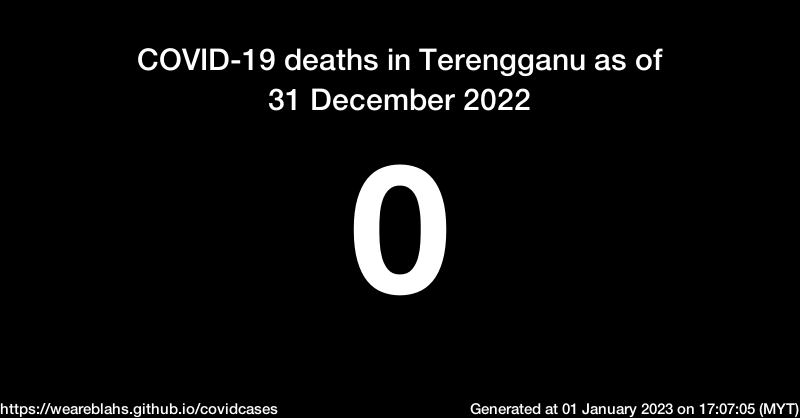 COVID-19 deaths in Terengganu as of
31 December 2022
0
https://weareblahs.github.io/covidcases
Generated at 01 January 2023 on 17:07:05 (MYT)